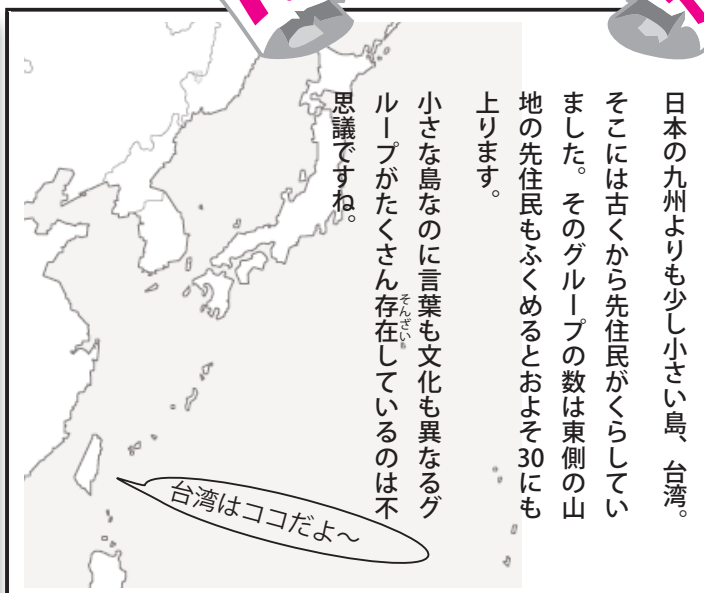 日本の九州よりも少し小さい島、台湾。
そこには古くから先住民がくらしてい
ました。そのグループの数は東側の山
地の先住民もふくめるとおよそ30にも
上ります。
小さな島なのに言葉も文化も異なるグ
ループがたくさん存在しているのは不
思議ですね。
そんざい
台湾はココだよ〜